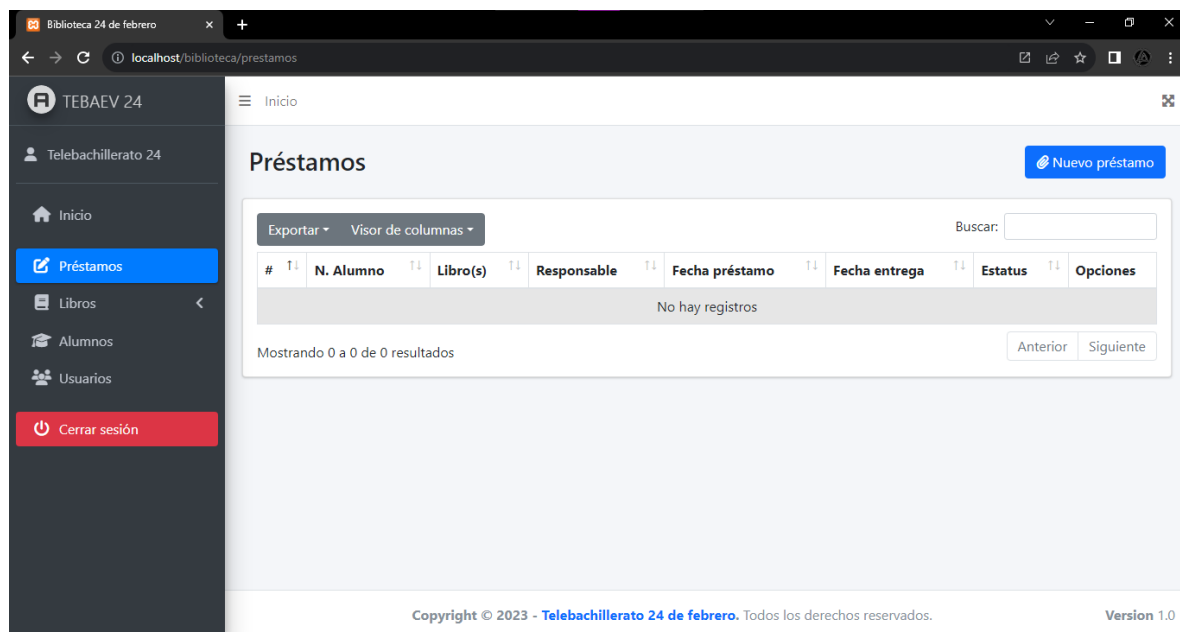 Biblioteca 24 de febrero
localhost/biblioteca/prestamos
TEBAEV 24
Inicio
Telebachillerato 24
Préstamos
Nuevo préstamo
Inicio
Préstamos
Libros
Alumnos
Usuarios
Cerrar sesión
Exportar Visor de columnas
Buscar:
# N. Alumno Libro(s) Responsable Fecha préstamo Fecha entrega Estatus Opciones
No hay registros
Mostrando 0 a 0 de 0 resultados
Anterior Siguiente
Copyright © 2023 - Telebachillerato 24 de febrero. Todos los derechos reservados.
Version 1.0